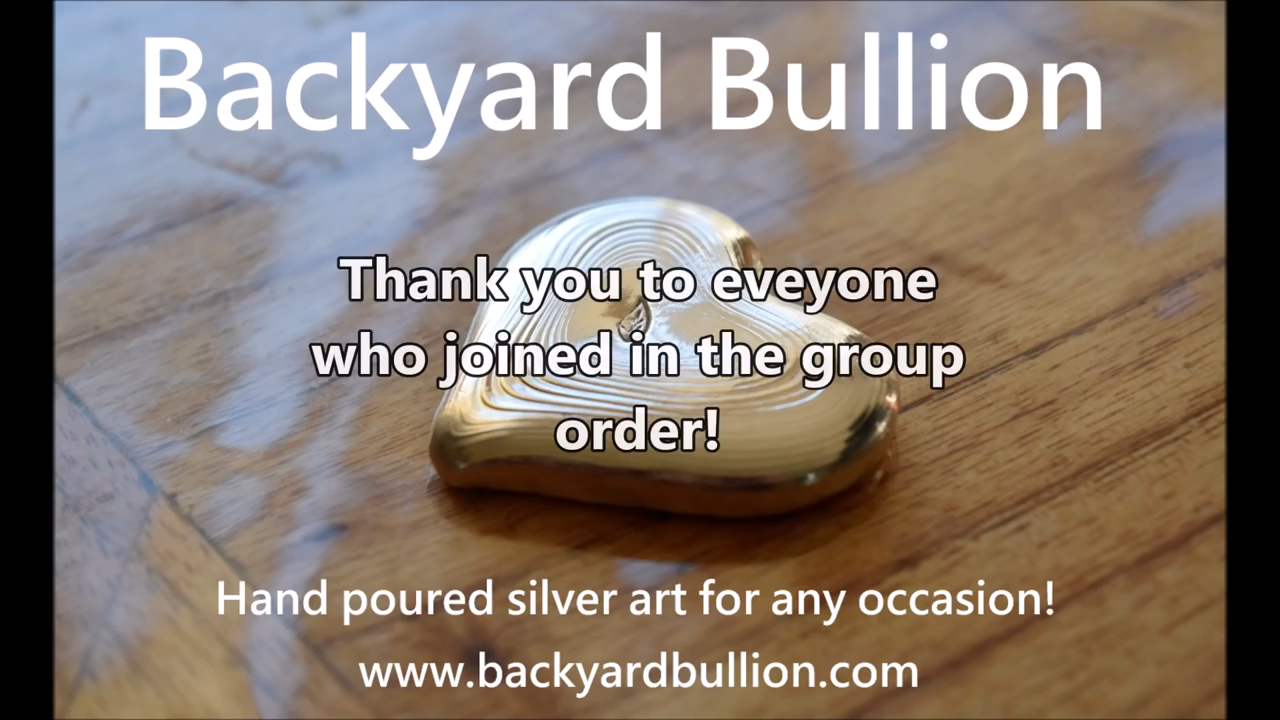 Backyard Bullion
Thank you to eveyone
who joined in the group
order!
Hand poured silver art for any occasion!
www.backyardbullion.com